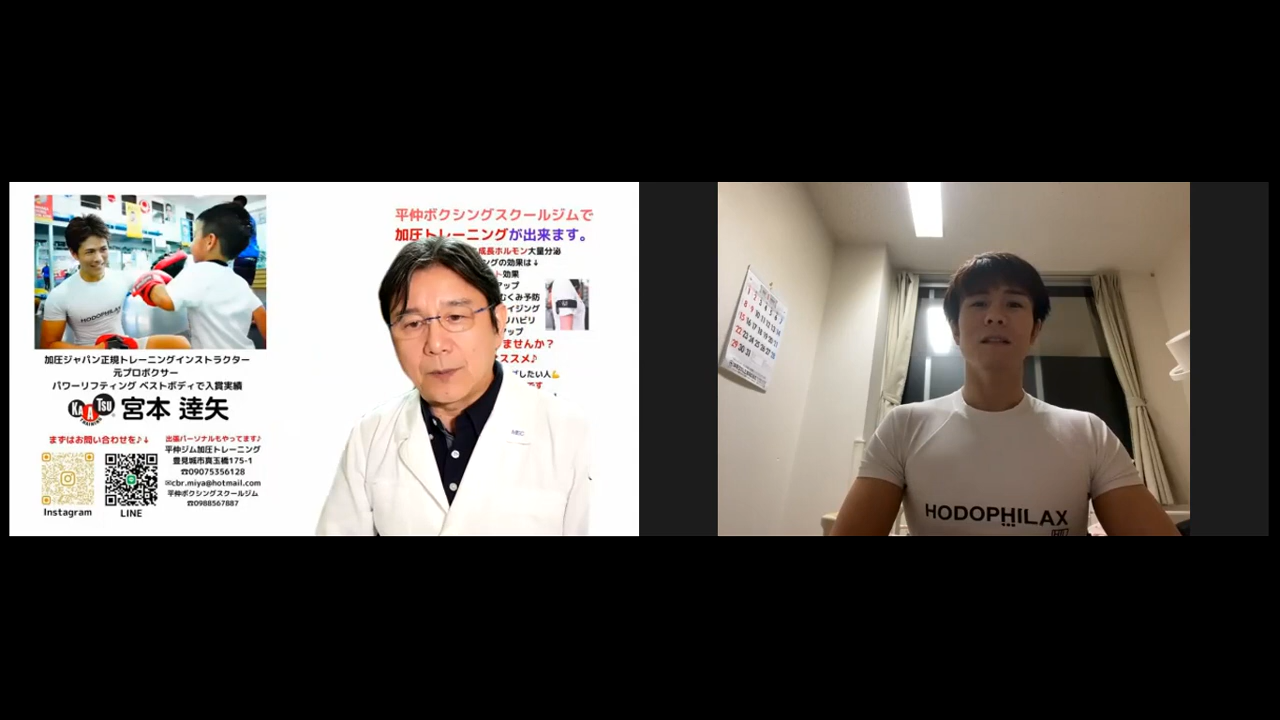 HODOPHILAX
加圧ジャパン正規トレーニングインストラクター
元プロボクサー
パワーリフティング ベストボディで入賞実績
KAATSU
TRAINING
宮本 達矢
まずはお問い合わせを♪↓
Instagram
LINE
出張パーソナルもやってます♪
平仲ジム加圧トレーニング
豊見城市真玉橋175-1
☎09075356128
✉cbr.miya@hotmail.com
平仲ボクシングスクールジム
☎0988567887
平仲ボクシングスクールジムで
加圧トレーニングが出来ます。
成長ホルモン大量分泌
ングの効果は↓
ト効果
アップ
むくみ予防
イジング
リハビリ
アップ
ませんか?
ススメ♪
プしたい人💪
です
HODOPHILAX